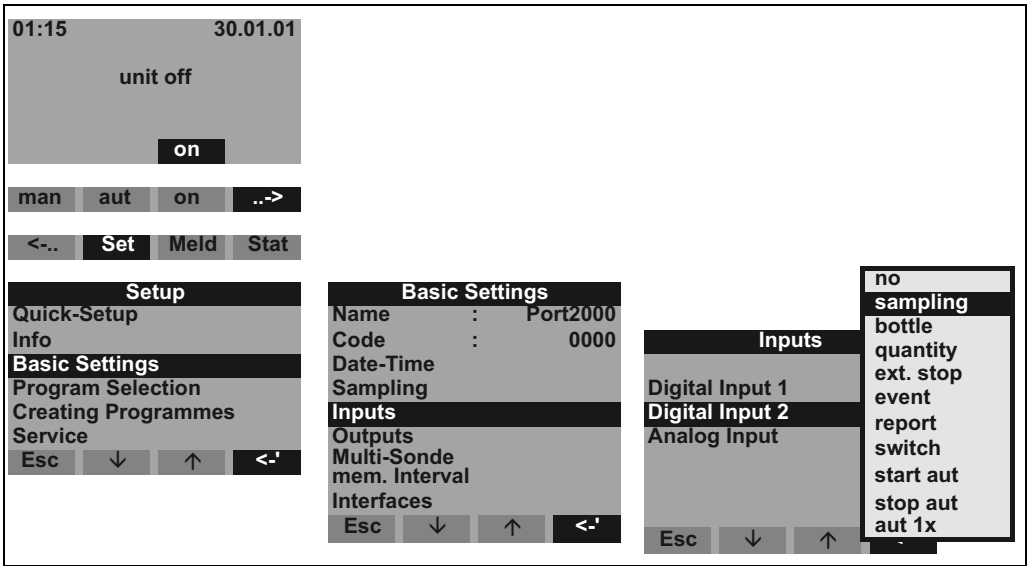 01:15 30.01.01
unit off
on
man aut on ..->
<-.. Set Meld Stat
Setup
Quick-Setup
Info
Basic Settings
Program Selection
Creating Programmes
Service
Esc ↓ ↑ <-'
Basic Settings
Name : Port2000
Code : 0000
Date-Time
Sampling
Inputs
Outputs
Multi-Sonde
mem. Interval
Interfaces
Esc ↓ ↑ <-'
Inputs
Digital Input 1
Digital Input 2
Analog Input
Esc ↓ ↑
no
sampling
bottle
quantity
ext. stop
event
report
switch
start aut
stop aut
aut 1x